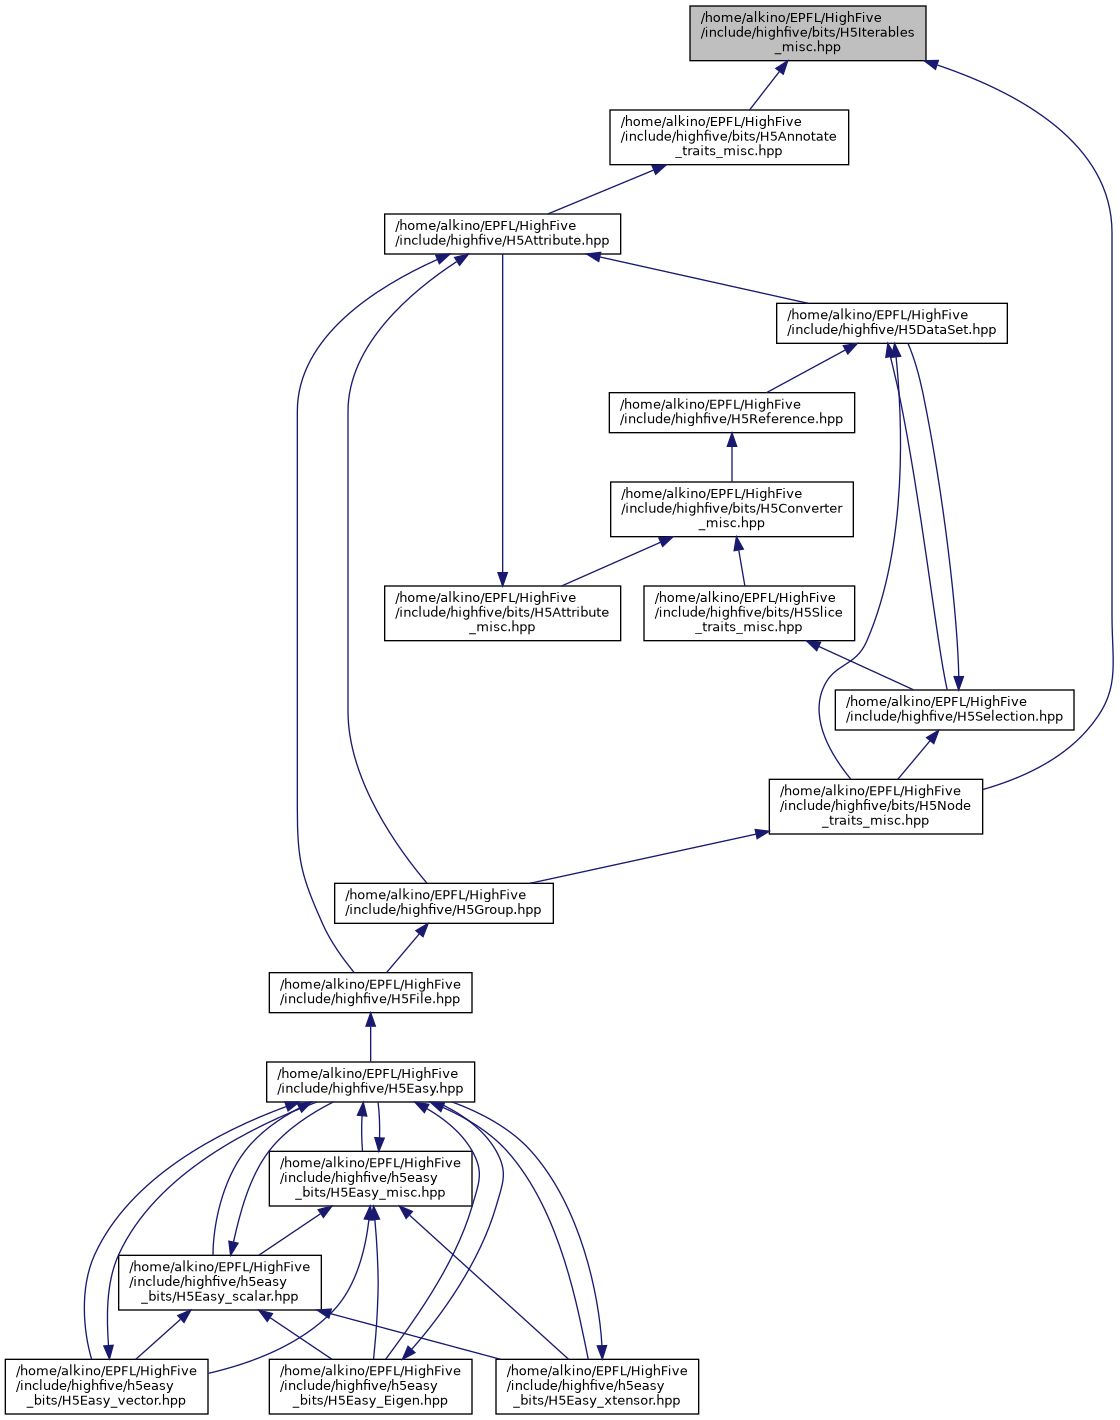 /home/alkino/EPFL/HighFive
/include/highfive/bits/H5Iterables
_misc.hpp
/home/alkino/EPFL/HighFive
/include/highfive/bits/H5Annotate
_traits_misc.hpp
/home/alkino/EPFL/HighFive
/include/highfive/H5Attribute.hpp
/home/alkino/EPFL/HighFive
/include/highfive/H5DataSet.hpp
/home/alkino/EPFL/HighFive
/include/highfive/H5Reference.hpp
/home/alkino/EPFL/HighFive
/include/highfive/bits/H5Converter
_misc.hpp
/home/alkino/EPFL/HighFive
/include/highfive/bits/H5Attribute
_misc.hpp
/home/alkino/EPFL/HighFive
/include/highfive/bits/H5Slice
_traits_misc.hpp
/home/alkino/EPFL/HighFive
/include/highfive/H5Selection.hpp
/home/alkino/EPFL/HighFive
/include/highfive/bits/H5Node
_traits_misc.hpp
/home/alkino/EPFL/HighFive
/include/highfive/H5Group.hpp
/home/alkino/EPFL/HighFive
/include/highfive/H5File.hpp
/home/alkino/EPFL/HighFive
/include/highfive/H5Easy.hpp
/home/alkino/EPFL/HighFive
/include/highfive/h5easy
_bits/H5Easy_misc.hpp
/home/alkino/EPFL/HighFive
/include/highfive/h5easy
_bits/H5Easy_scalar.hpp
/home/alkino/EPFL/HighFive
/include/highfive/h5easy
_bits/H5Easy_vector.hpp
/home/alkino/EPFL/HighFive
/include/highfive/h5easy
_bits/H5Easy_Eigen.hpp
/home/alkino/EPFL/HighFive
/include/highfive/h5easy
_bits/H5Easy_xtensor.hpp